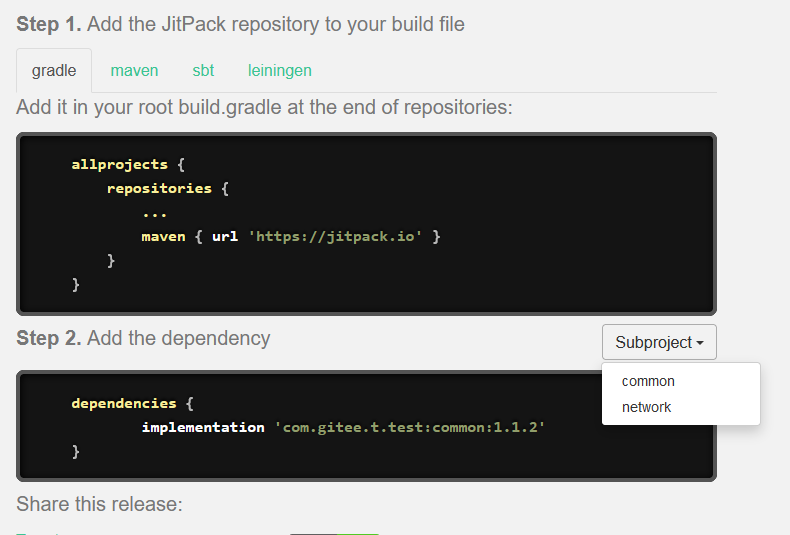 Step 1. Add the JitPack repository to your build file
gradle maven sbt leiningen
Add it in your root build.gradle at the end of repositories:
allprojects {
repositories {
...
maven { url 'https://jitpack.io' }
}
}
Step 2. Add the dependency
Subproject
common
network
dependencies {
implementation 'com.gitee.t.test:common:1.1.2'
}
Share this release: